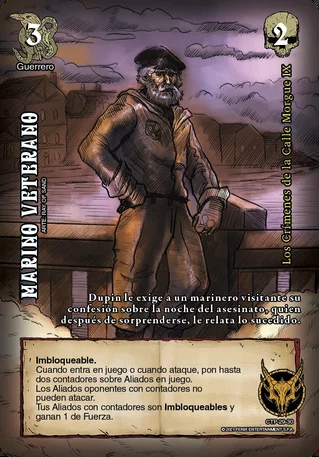 3
Guerrero
2
MARINO VETERANO
Los Crímenes de la Calle Morgue IX
Dupin le exige a un marinero visitante su
confesión sobre la noche del asesinato, quien
después de sorprenderse, le relata lo sucedido.
Imbloqueable.
Cuando entra en juego o cuando ataque, pon hasta
dos contadores sobre Aliados en juego.
Los Aliados oponentes con contadores no
pueden atacar.
Tus Aliados con contadores son Imbloqueables y
ganan 1 de Fuerza.
© 2021 FENIX ENTERTAINMENT S.P.A.